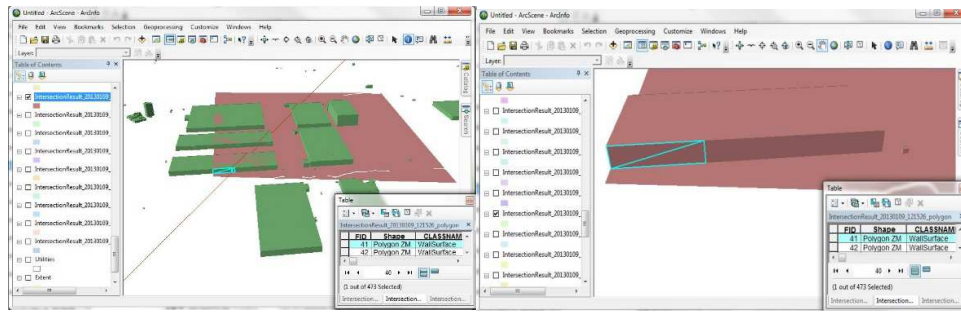 Untitled - ArcScene - ArcInfo
File Edit View Bookmarks Selection Geoprocessing Customize Windows Help
Layer:
Table of Contents
IntersectionResult_20130109_
IntersectionResult_20130109_
IntersectionResult_20130109_
IntersectionResult_20130109_
IntersectionResult_20130109_
IntersectionResult_20130109_
IntersectionResult_20130109_
IntersectionResult_20130109_
Utilities
Extent
Catalog
Search
Table
IntersectionResult_20130109_121526_polygon
FID Shape CLASSNAM
41 Polygon ZM WallSurface
42 Polygon ZM WallSurface
40
(1 out of 473 Selected)
Intersection... Intersection... Intersection...
Untitled - ArcScene - ArcInfo
File Edit View Bookmarks Selection Geoprocessing Customize Windows Help
Layer:
Table of Contents
IntersectionResult_20130109_
IntersectionResult_20130109_
IntersectionResult_20130109_
IntersectionResult_20130109_
IntersectionResult_20130109_
IntersectionResult_20130109_
IntersectionResult_20130109_
IntersectionResult_20130109_
IntersectionResult_20130109_
Table
IntersectionResult_20130109_121526_polygon
FID Shape CLASSNAM
41 Polygon ZM WallSurface
42 Polygon ZM WallSurface
40
(1 out of 473 Selected)
Intersection... Intersection... Intersection...